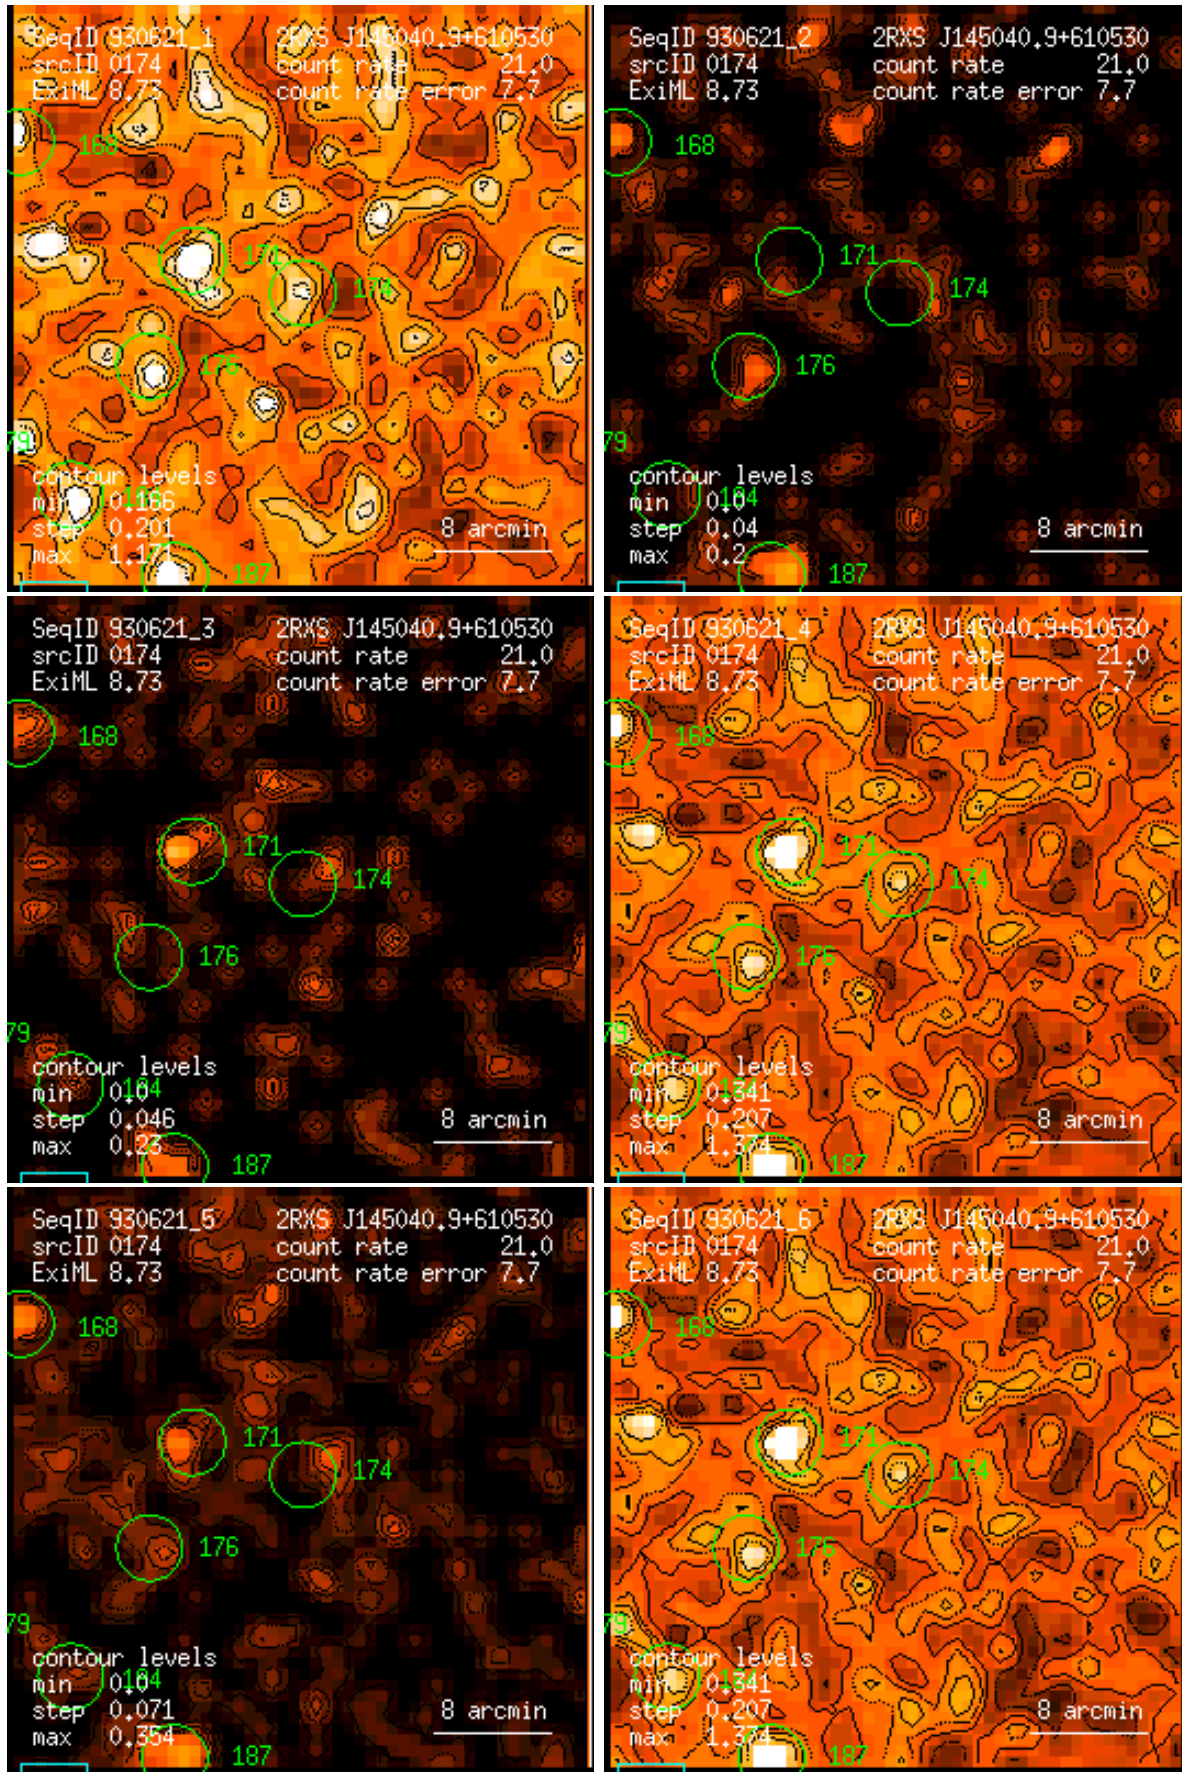 SeqID 930621_1 2RXS J145040.9+610530
srcID 0174 count rate 21.0
ExiML 8.73 count rate error 7.7
168
171
174
176
79
contour levels
184
min 0.166
step 0.201
max 1.171
8 arcmin
187
SeqID 930621_2 2RXS J145040.9+610530
srcID 0174 count rate 21.0
ExiML 8.73 count rate error 7.7
168
171
174
176
79
contour levels
184
min 0.0
step 0.04
max 0.2
8 arcmin
187
SeqID 930621_3 2RXS J145040.9+610530
srcID 0174 count rate 21.0
ExiML 8.73 count rate error 7.7
168
171
174
176
79
contour levels
184
min 0.0
step 0.046
max 0.23
8 arcmin
187
SeqID 930621_4 2RXS J145040.9+610530
srcID 0174 count rate 21.0
ExiML 8.73 count rate error 7.7
168
171
174
176
79
contour levels
184
min 0.341
step 0.207
max 1.374
8 arcmin
187
SeqID 930621_5 2RXS J145040.9+610530
srcID 0174 count rate 21.0
ExiML 8.73 count rate error 7.7
168
171
174
176
79
contour levels
184
min 0.0
step 0.071
max 0.354
8 arcmin
187
SeqID 930621_6 2RXS J145040.9+610530
srcID 0174 count rate 21.0
ExiML 8.73 count rate error 7.7
168
171
174
176
79
contour levels
184
min 0.341
step 0.207
max 1.374
8 arcmin
187